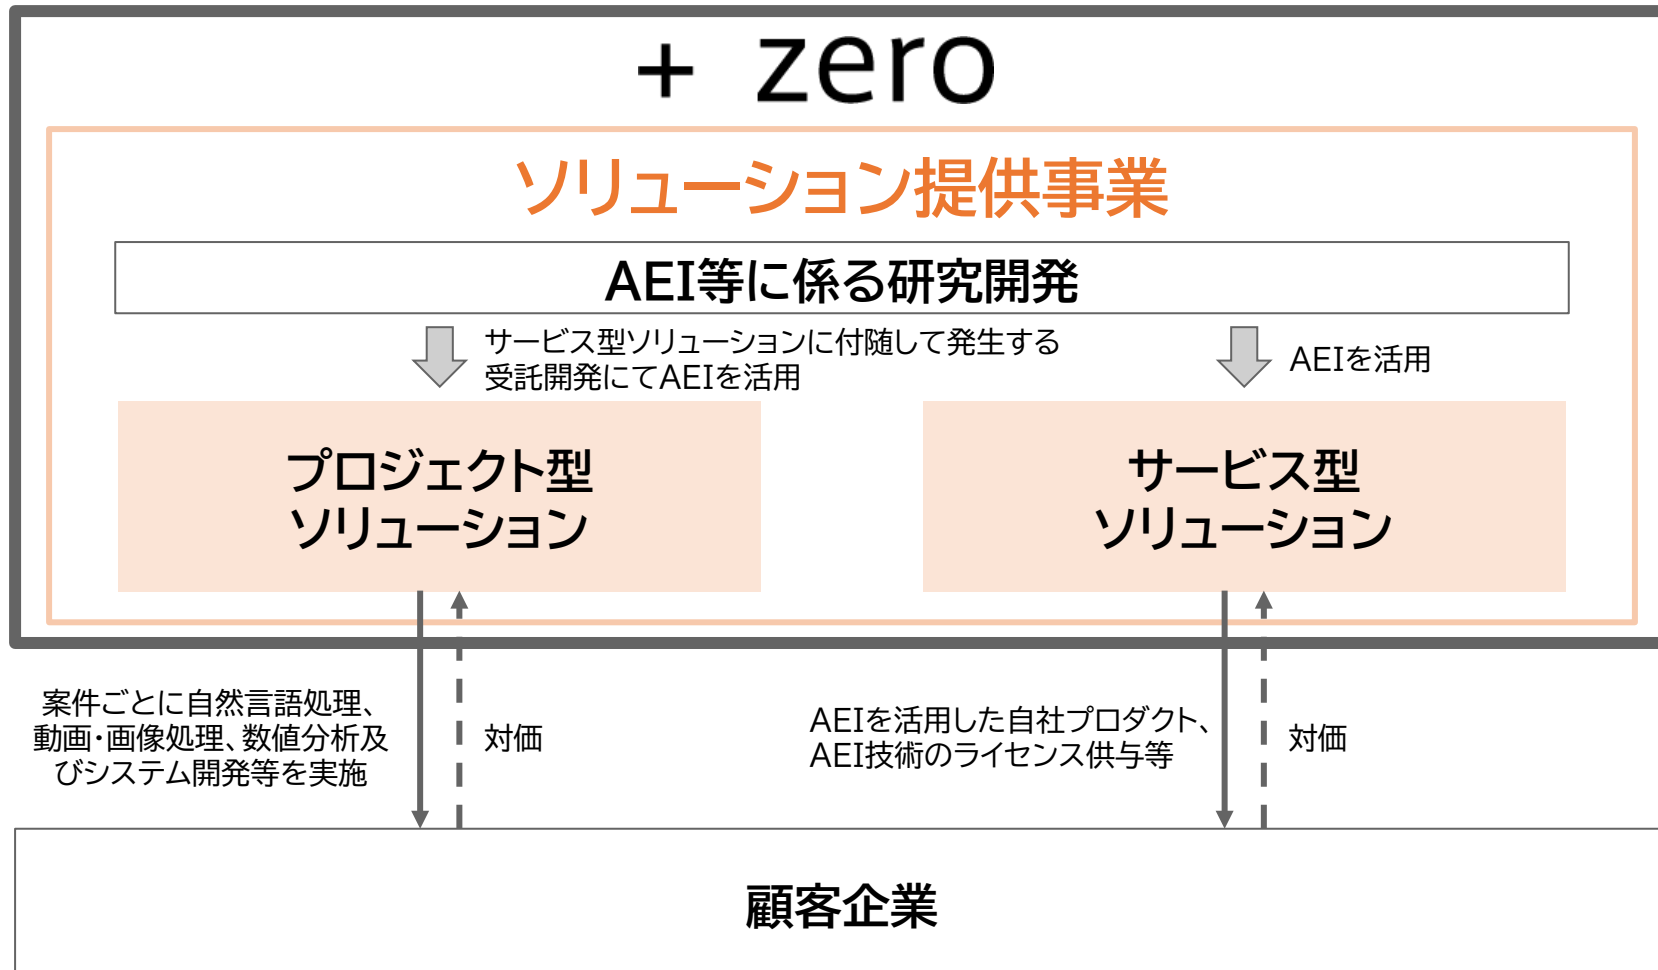 + zero
ソリューション提供事業
AEI等に係る研究開発
サービス型ソリューションに付随して発生する
受託開発にてAEIを活用
AEIを活用
プロジェクト型
ソリューション
サービス型
ソリューション
案件ごとに自然言語処理、
動画・画像処理、数値分析及
びシステム開発等を実施
対価
AEIを活用した自社プロダクト、
AEI技術のライセンス供与等
対価
顧客企業